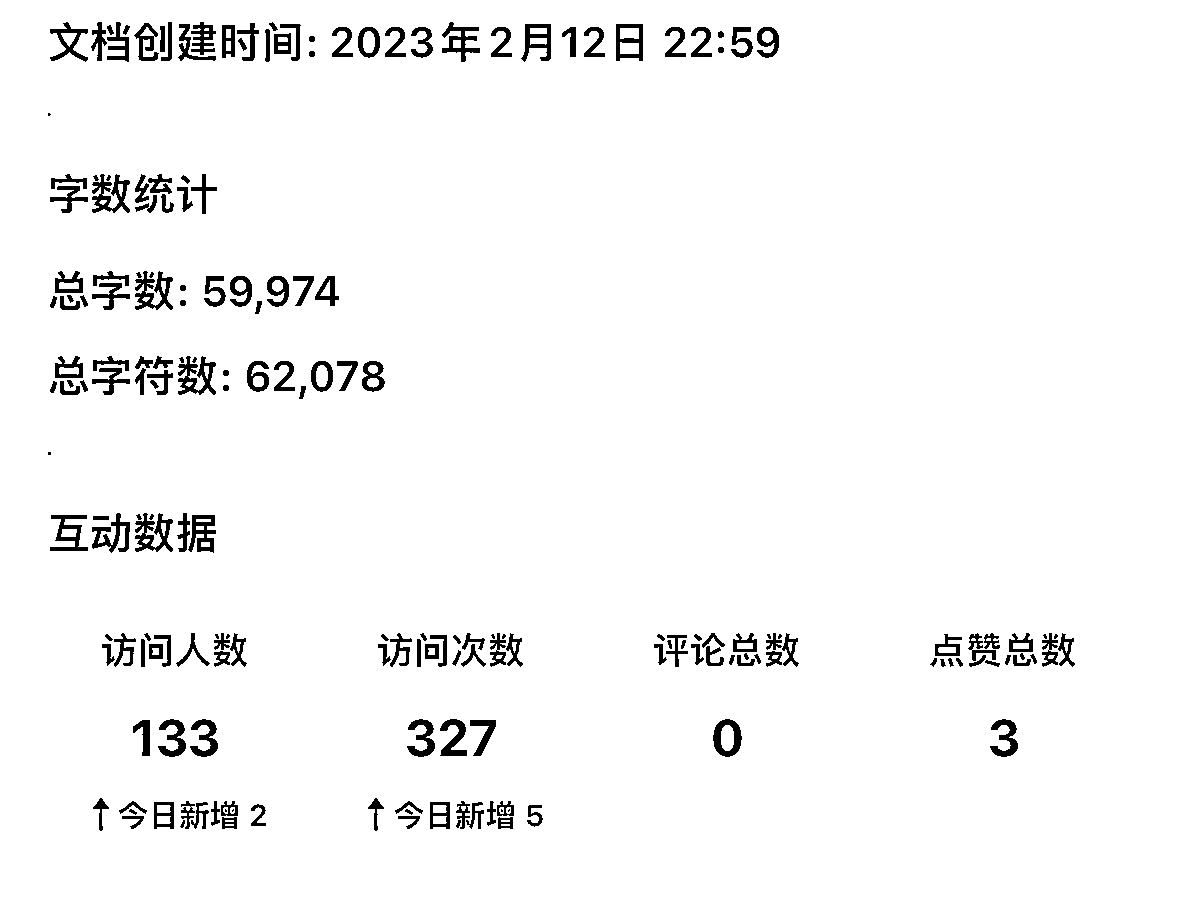 文档创建时间: 2023年2月12日 22:59
字数统计
总字数: 59,974
总字符数: 62,078
互动数据
访问人数 访问次数 评论总数 点赞总数
133 327 0 3
↑ 今日新增 2 ↑ 今日新增 5